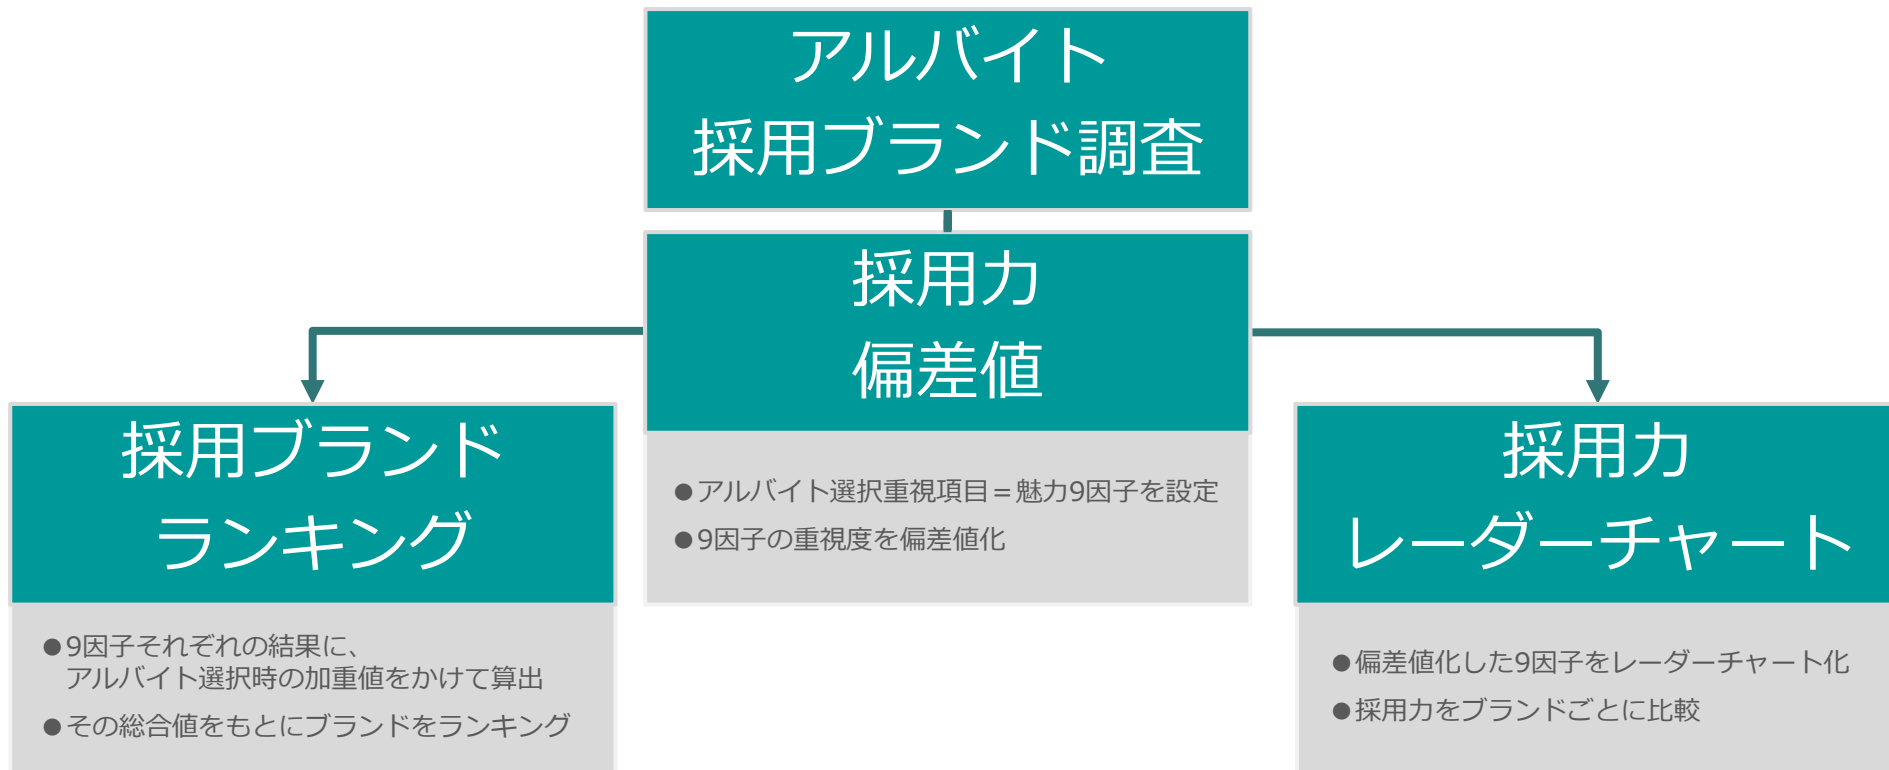 アルバイト
採用ブランド調査
採用力
偏差値
●アルバイト選択重視項目＝魅力9因子を設定
●9因子の重視度を偏差値化
採用ブランド
ランキング
●9因子それぞれの結果に、
アルバイト選択時の加重値をかけて算出
●その総合値をもとにブランドをランキング
採用力
レーダーチャート
●偏差値化した9因子をレーダーチャート化
●採用力をブランドごとに比較